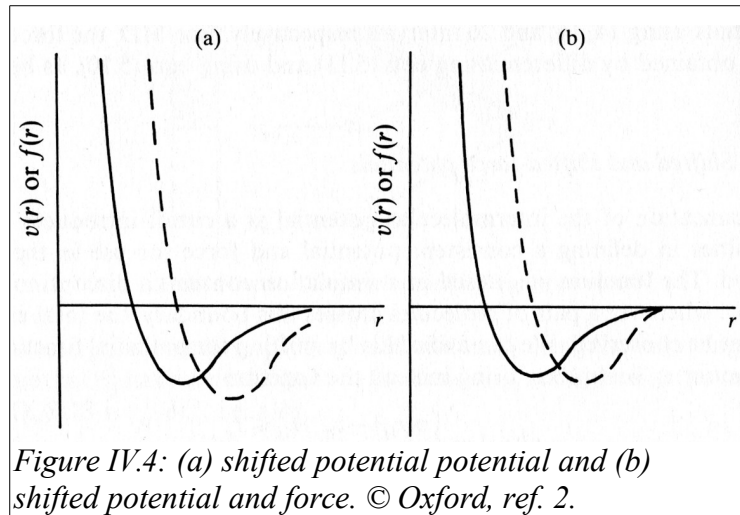 (a)
v(r) or f(r)
r
(b)
v(r) or f(r)
r
Figure IV.4: (a) shifted potential potential and (b)
shifted potential and force. © Oxford, ref. 2.